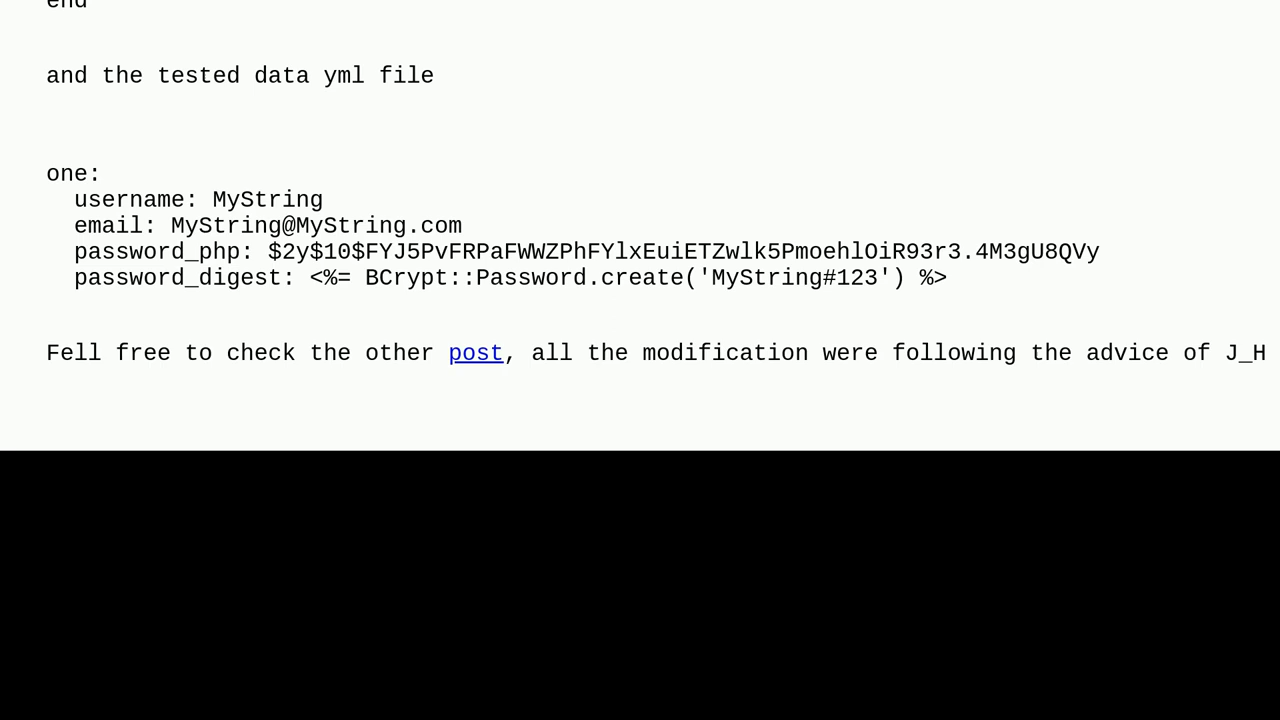 end
and the tested data yml file
one:
  username: MyString
  email: MyString@MyString.com
  password_php: $2y$10$FYJ5PvFRPaFWWZPhFYlxEuiETZwlk5PmoehlOiR93r3.4M3gU8QVy
  password_digest: <%= BCrypt::Password.create('MyString#123') %>
Fell free to check the other post, all the modification were following the advice of J_H